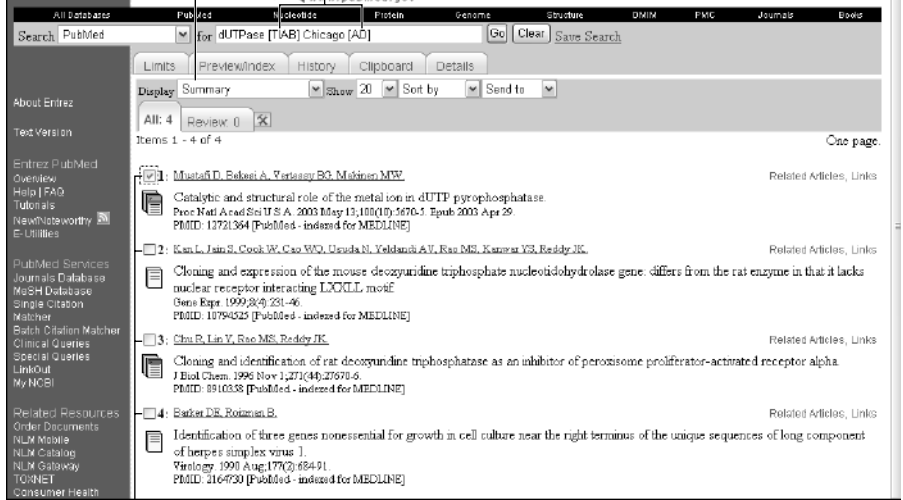 All Databases PubMed Nucleotide Protein Genome Structure OMIM PMC Journals Books
Search PubMed for dUTPase [TIAB] Chicago [AD] Go Clear Save Search
Limits Preview/Index History Clipboard Details
Display Summary Show 20 Sort by Send to
All: 4 Review: 0
Items 1 - 4 of 4 One page.
About Entrez
Text Version
Entrez PubMed
Overview
Help | FAQ
Tutorials
New/Noteworthy
E-Utilities
PubMed Services
Journals Database
MeSH Database
Single Citation
Matcher
Batch Citation Matcher
Clinical Queries
Special Queries
LinkOut
My NCBI
Related Resources
Order Documents
NLM Mobile
NLM Catalog
NLM Gateway
TOXNET
Consumer Health
1: Mustafi D, Bekesi A, Vertessy BG, Makinen MW. Related Articles, Links
Catalytic and structural role of the metal ion in dUTP pyrophosphatase.
Proc Natl Acad Sci U S A. 2003 May 13;100(10):5670-5. Epub 2003 Apr 29.
PMID: 12721364 [PubMed - indexed for MEDLINE]
2: Kan L, Jain S, Cook W, Cao WQ, Usuda N, Yeldandi AV, Rao MS, Kanwar YS, Reddy JK. Related Articles, Links
Cloning and expression of the mouse deoxyuridine triphosphate nucleotidohydrolase gene: differs from the rat enzyme in that it lacks
nuclear receptor interacting LXXLL motif.
Gene Expr. 1999;8(4):231-46.
PMID: 10794525 [PubMed - indexed for MEDLINE]
3: Chu R, Lin Y, Rao MS, Reddy JK. Related Articles, Links
Cloning and identification of rat deoxyuridine triphosphatase as an inhibitor of peroxisome proliferator-activated receptor alpha.
J Biol Chem. 1996 Nov 1;271(44):27670-6.
PMID: 8910358 [PubMed - indexed for MEDLINE]
4: Barker DE, Roizman B. Related Articles, Links
Identification of three genes nonessential for growth in cell culture near the right terminus of the unique sequences of long component
of herpes simplex virus 1.
Virology. 1990 Aug;177(2):684-91.
PMID: 2164730 [PubMed - indexed for MEDLINE]